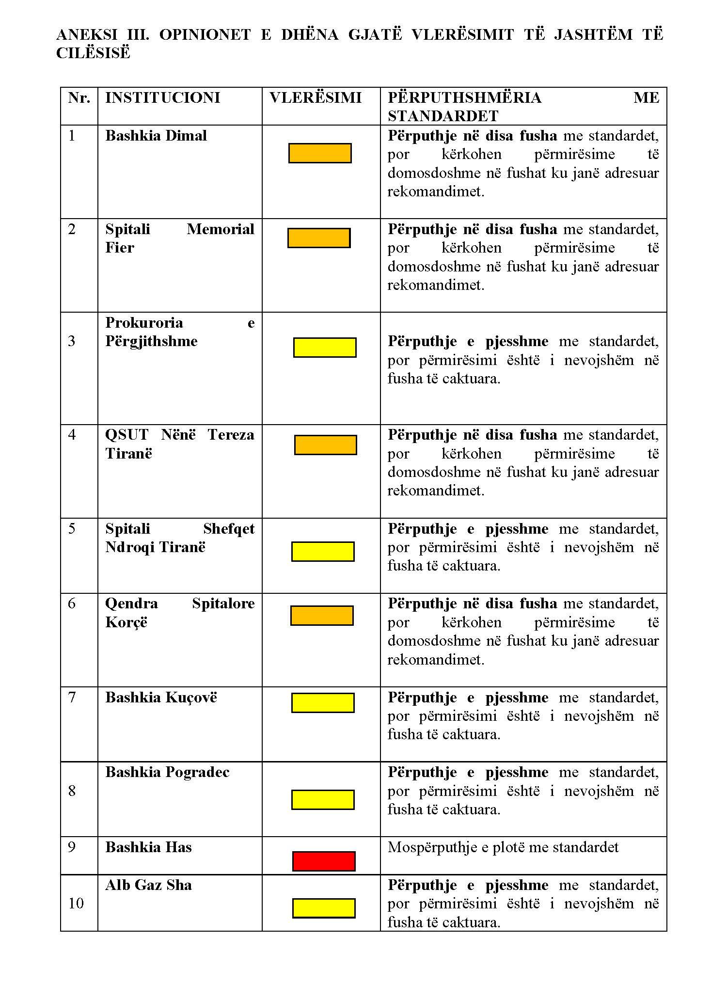 ANEKSI III. OPINIONET E DHËNA GJATË VLERËSIMIT TË JASHTËM TË
CILËSISË
Nr. INSTITUCIONI VLERËSIMI PËRPUTHSHMËRIA ME
STANDARDET
1 Bashkia Dimal Përputhje në disa fusha me standardet,
por kërkohen përmirësime të
domosdoshme në fushat ku janë adresuar
rekomandimet.
2 Spitali Memorial Përputhje në disa fusha me standardet,
Fier por kërkohen përmirësime të
domosdoshme në fushat ku janë adresuar
rekomandimet.
Prokuroria e
3 Përgjithshme Përputhje e pjesshme me standardet,
por përmirësimi është i nevojshëm në
fusha të caktuara.
4 QSUT Nënë Tereza Përputhje në disa fusha me standardet,
Tiranë por kërkohen përmirësime të
domosdoshme në fushat ku janë adresuar
rekomandimet.
5 Spitali Shefqet Përputhje e pjesshme me standardet,
Ndroqi Tiranë por përmirësimi është i nevojshëm në
fusha të caktuara.
6 Qendra Spitalore Përputhje në disa fusha me standardet,
Korçë por kërkohen përmirësime të
domosdoshme në fushat ku janë adresuar
rekomandimet.
7 Bashkia Kuçovë Përputhje e pjesshme me standardet,
por përmirësimi është i nevojshëm në
fusha të caktuara.
Bashkia Pogradec Përputhje e pjesshme me standardet,
8 por përmirësimi është i nevojshëm në
fusha të caktuara.
9 Bashkia Has Mospërputhje e plotë me standardet
Alb Gaz Sha Përputhje e pjesshme me standardet,
10 por përmirësimi është i nevojshëm në
fusha të caktuara.